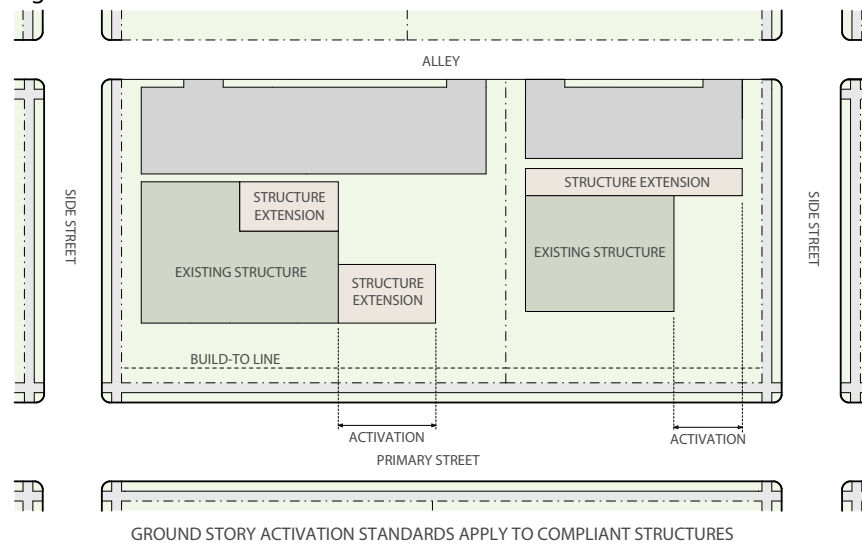 ALLEY
SIDE STREET
SIDE STREET
STRUCTURE
EXTENSION
STRUCTURE EXTENSION
EXISTING STRUCTURE
EXISTING STRUCTURE
STRUCTURE
EXTENSION
BUILD-TO LINE
ACTIVATION
ACTIVATION
PRIMARY STREET
GROUND STORY ACTIVATION STANDARDS APPLY TO COMPLIANT STRUCTURES